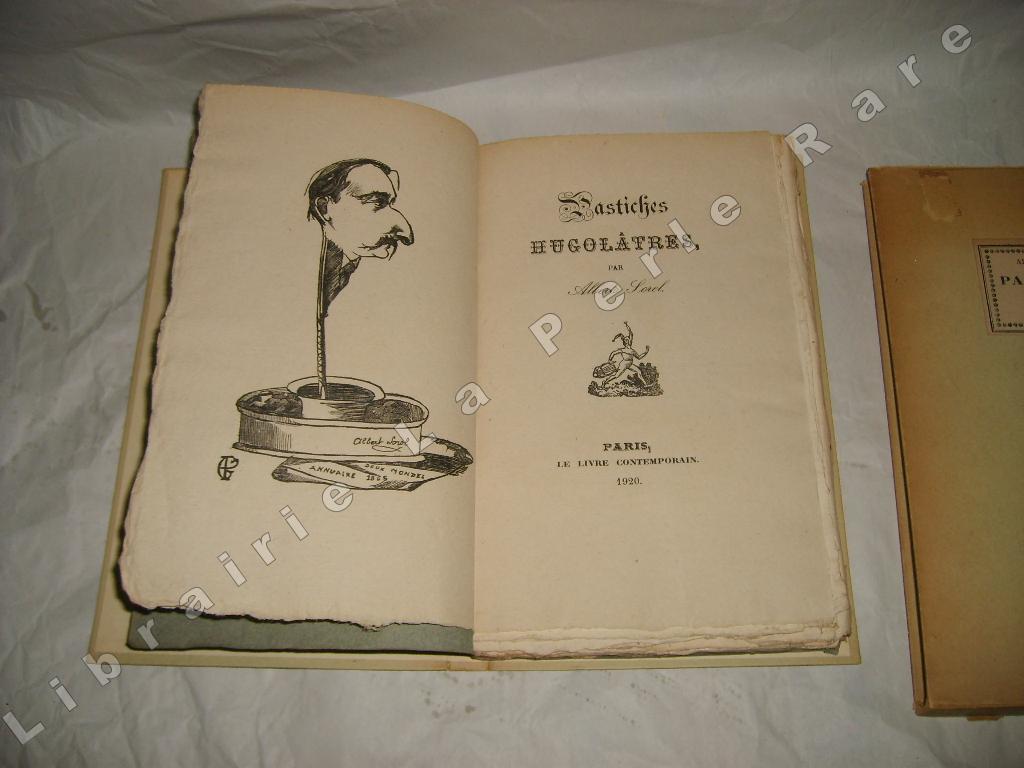 Albert Sorel
ANNUAIRE DEUX MONDES
1865
Pastiches
HUGOLÂTRES,
PAR
Albert Sorel.
PARIS,
LE LIVRE CONTEMPORAIN.
1920.
PA
Librairie La Perle Rare